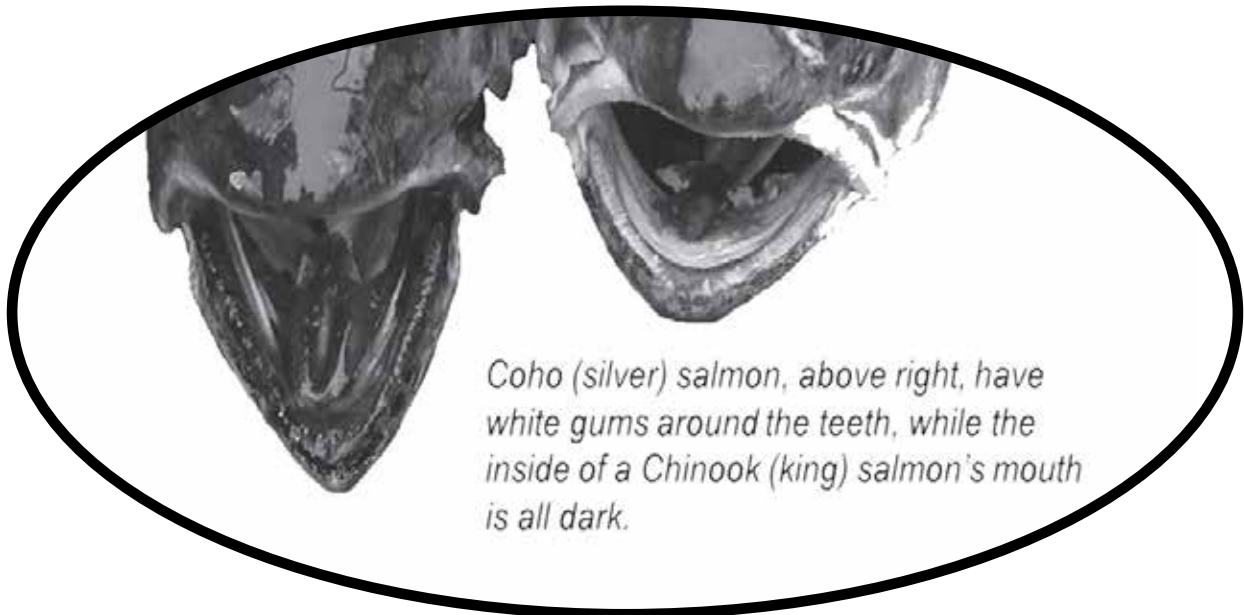 Coho (silver) salmon, above right, have
white gums around the teeth, while the
inside of a Chinook (king) salmon's mouth
is all dark.